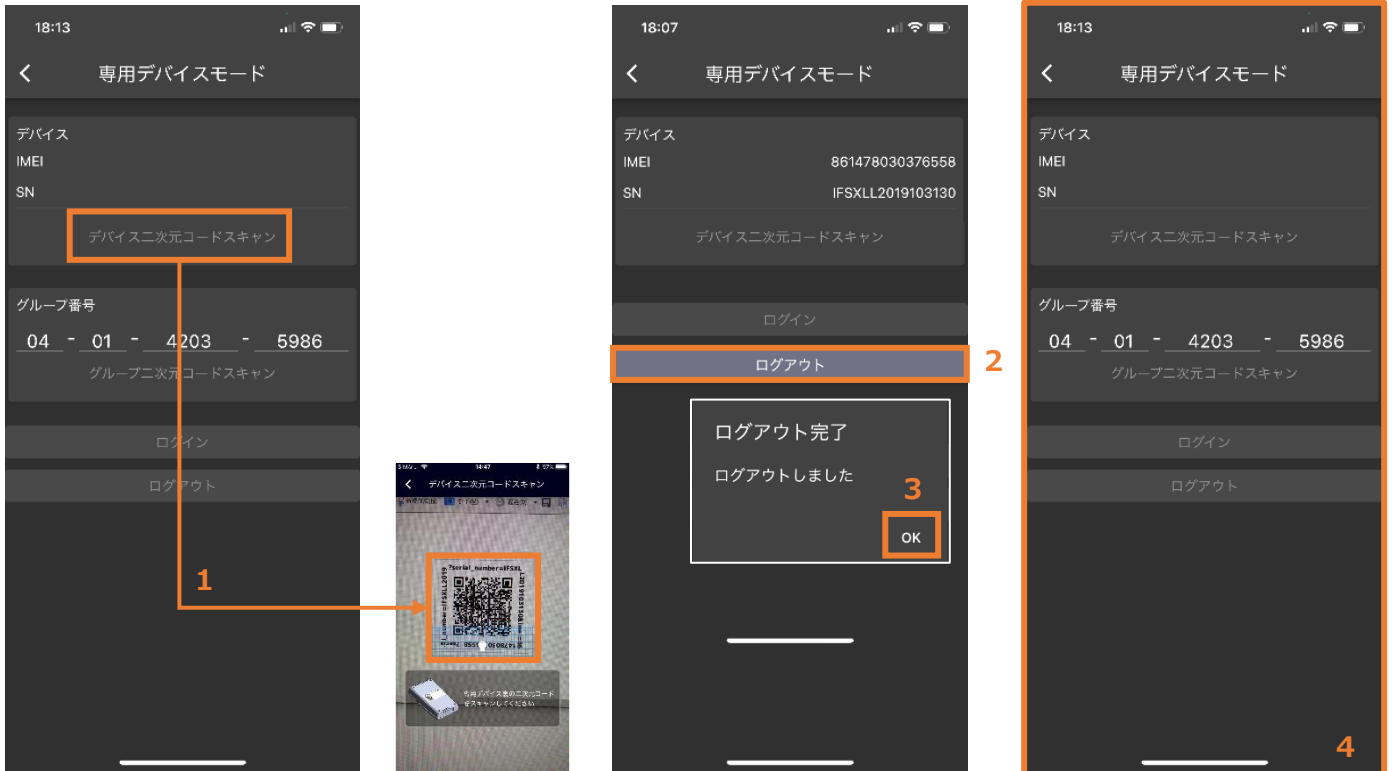 18:13
専用デバイスモード
デバイス
IMEI
SN
デバイス二次元コードスキャン
グループ番号
04 - 01 - 4203 - 5986
グループ二次元コードスキャン
ログイン
ログアウト
1
14:47
97%
デバイス二次元コードスキャン
?serial_number=IFSXL
専用デバイス裏の二次元コード
をスキャンしてください
18:07
専用デバイスモード
デバイス
IMEI 861478030376558
SN IFSXLL2019103130
デバイス二次元コードスキャン
ログイン
ログアウト
2
ログアウト完了
ログアウトしました
3
OK
18:13
専用デバイスモード
デバイス
IMEI
SN
デバイス二次元コードスキャン
グループ番号
04 - 01 - 4203 - 5986
グループ二次元コードスキャン
ログイン
ログアウト
4